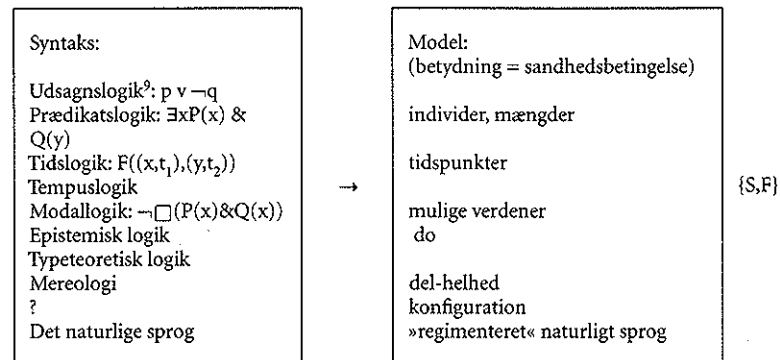 Syntaks:
Udsagnslogik⁹: p v ¬q
Prædikatslogik: ∃xP(x) &
Q(y)
Tidslogik: F((x,t₁),(y,t₂))
Tempuslogik
Modallogik: ¬□(P(x)&Q(x))
Epistemisk logik
Typeteoretisk logik
Mereologi
?
Det naturlige sprog
→
Model:
(betydning = sandhedsbetingelse)
individer, mængder
tidspunkter
mulige verdener
do
del-helhed
konfiguration
»regimenteret« naturligt sprog
{S,F}